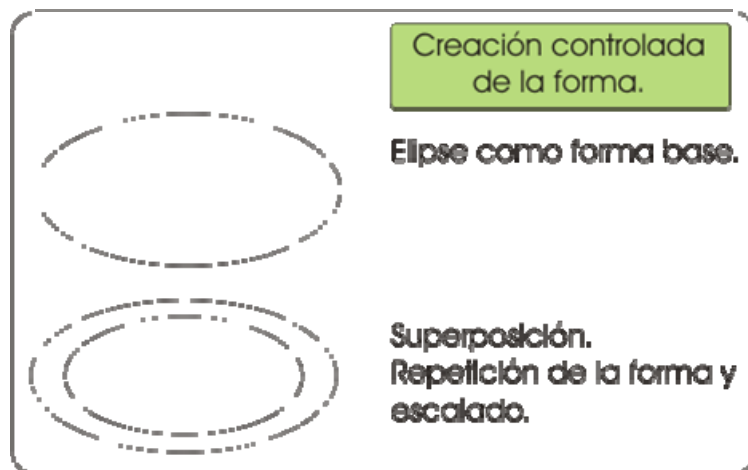 Creación controlada
de la forma.
Elipse como forma base.
Superposición.
Repetición de la forma y
escalado.